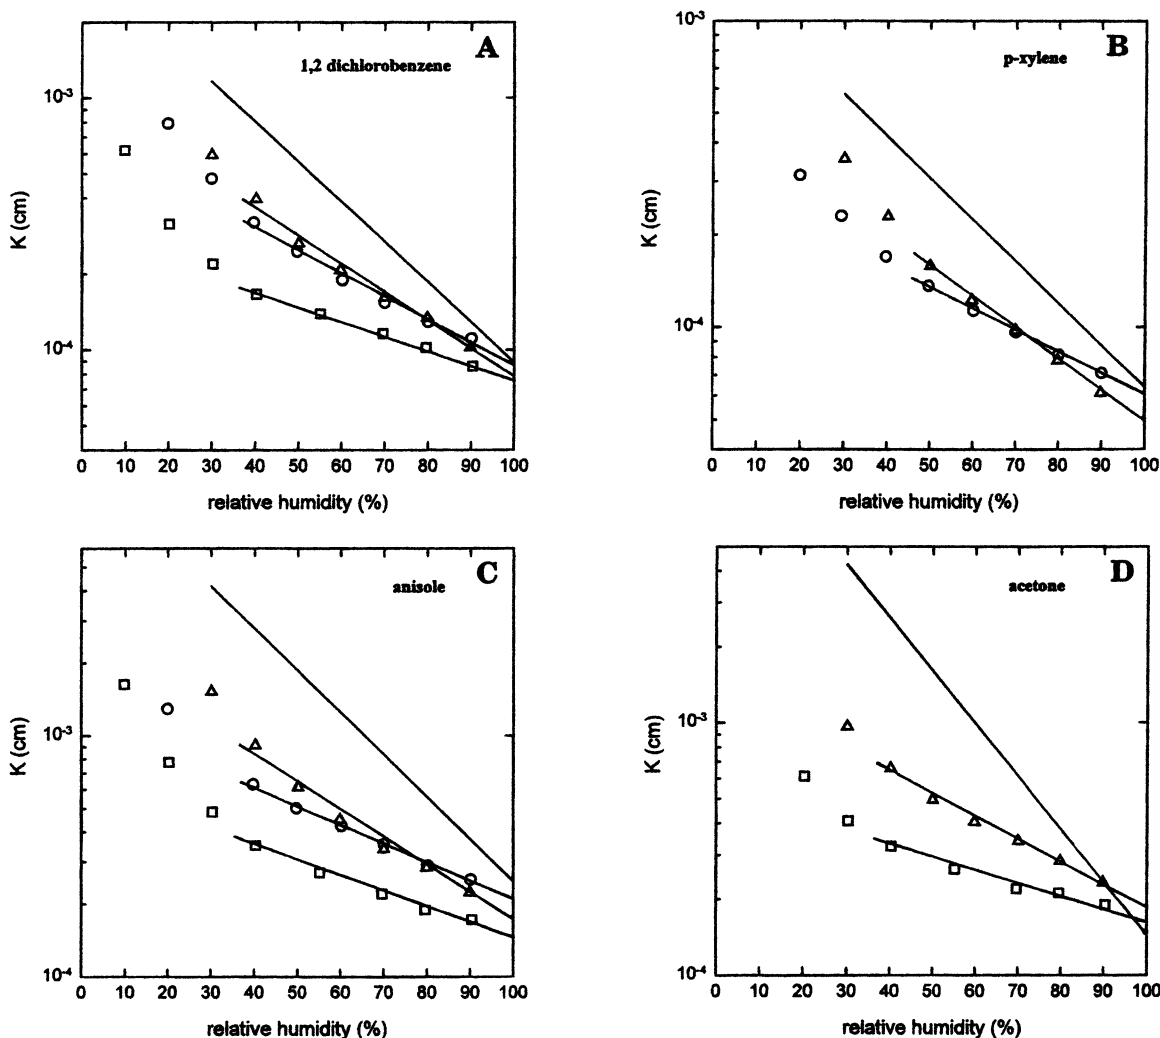 A
1,2 dichlorobenzene
10-3
K (cm)
10-4
0 10 20 30 40 50 60 70 80 90 100
relative humidity (%)
B
p-xylene
10-3
K (cm)
10-4
0 10 20 30 40 50 60 70 80 90 100
relative humidity (%)
C
anisole
10-3
K (cm)
10-4
0 10 20 30 40 50 60 70 80 90 100
relative humidity (%)
D
acetone
10-3
K (cm)
10-4
0 10 20 30 40 50 60 70 80 90 100
relative humidity (%)